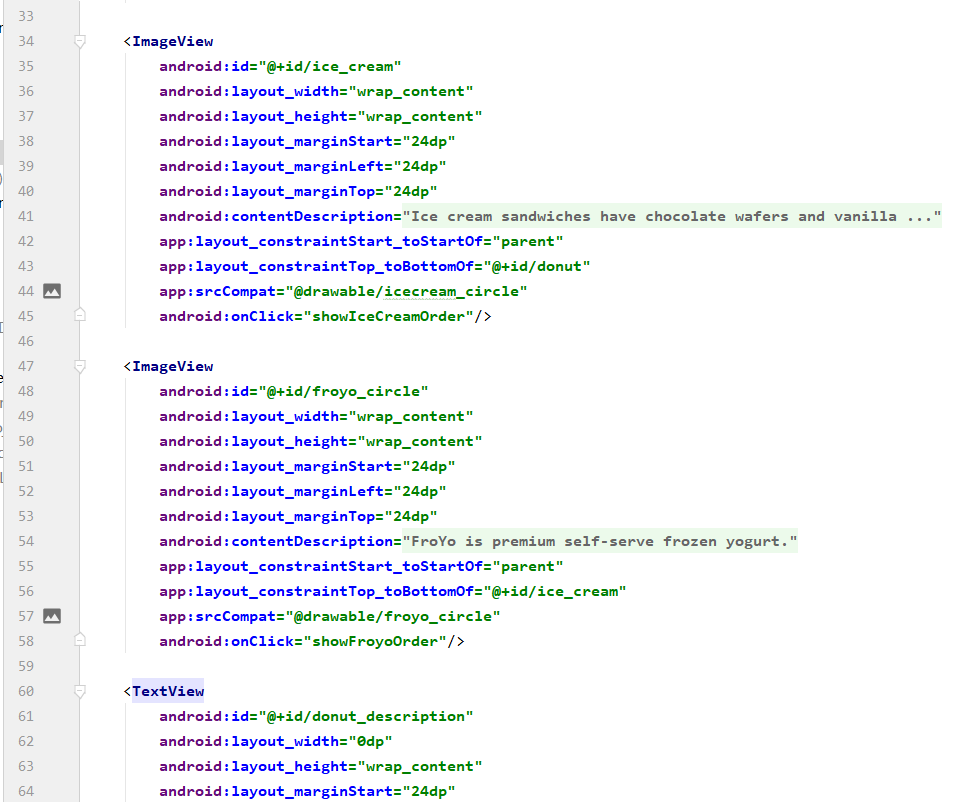 33
34 <ImageView
35 android:id="@+id/ice_cream"
36 android:layout_width="wrap_content"
37 android:layout_height="wrap_content"
38 android:layout_marginStart="24dp"
39 android:layout_marginLeft="24dp"
40 android:layout_marginTop="24dp"
41 android:contentDescription="Ice cream sandwiches have chocolate wafers and vanilla ..."
42 app:layout_constraintStart_toStartOf="parent"
43 app:layout_constraintTop_toBottomOf="@+id/donut"
44 app:srcCompat="@drawable/icecream_circle"
45 android:onClick="showIceCreamOrder"/>
46
47 <ImageView
48 android:id="@+id/froyo_circle"
49 android:layout_width="wrap_content"
50 android:layout_height="wrap_content"
51 android:layout_marginStart="24dp"
52 android:layout_marginLeft="24dp"
53 android:layout_marginTop="24dp"
54 android:contentDescription="FroYo is premium self-serve frozen yogurt."
55 app:layout_constraintStart_toStartOf="parent"
56 app:layout_constraintTop_toBottomOf="@+id/ice_cream"
57 app:srcCompat="@drawable/froyo_circle"
58 android:onClick="showFroyoOrder"/>
59
60 <TextView
61 android:id="@+id/donut_description"
62 android:layout_width="0dp"
63 android:layout_height="wrap_content"
64 android:layout_marginStart="24dp"